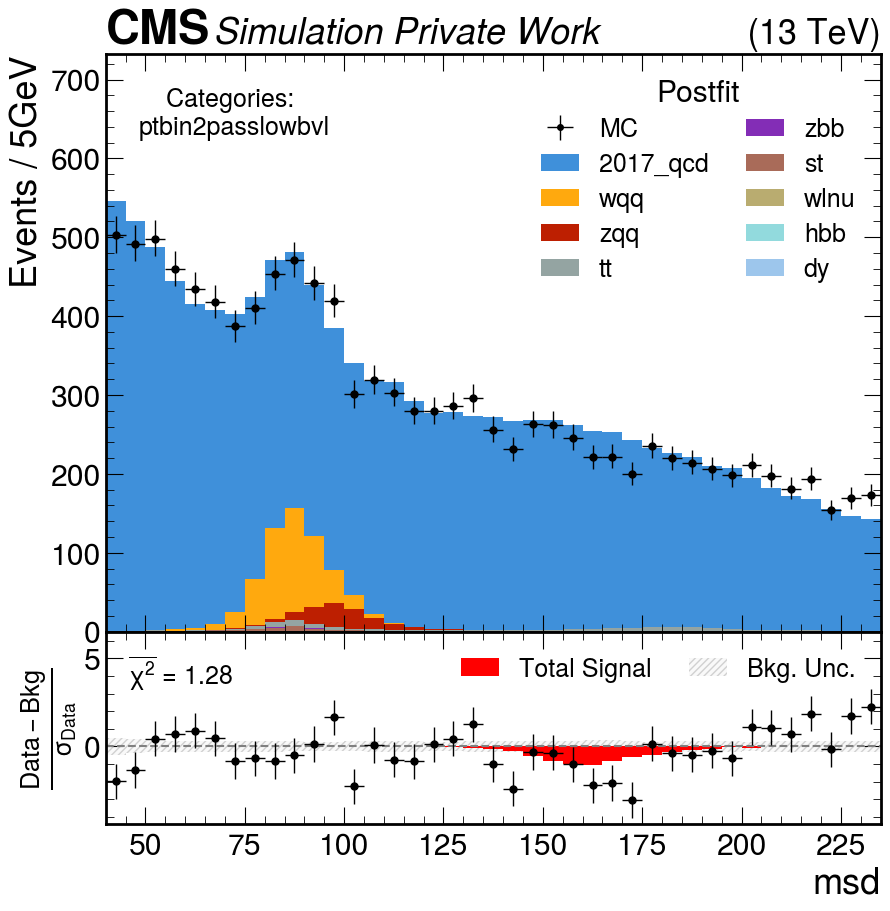 CMS Simulation Private Work (13 TeV)
Events / 5GeV
700
600
500
400
300
200
100
0
Categories:
ptbin2passlowbvl
Postfit
MC
2017_qcd
wqq
zqq
tt
zbb
st
wlnu
hbb
dy
Data − Bkg
σData
5
0
χ² = 1.28
Total Signal
Bkg. Unc.
50 75 100 125 150 175 200 225
msd